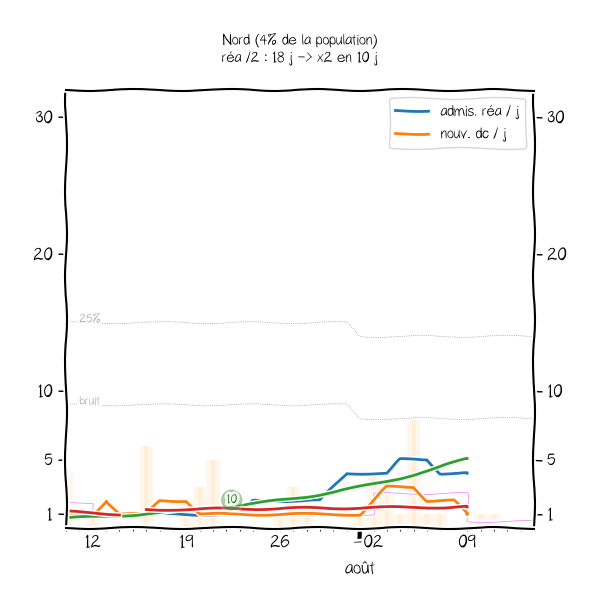 Nord (4% de la population)
réa /2 : 18 j -> x2 en 10 j
admis. réa / j
nouv. dc / j
30
30
20
20
25%
10
10
bruit
5
5
10
1
1
12
19
26
02
09
août